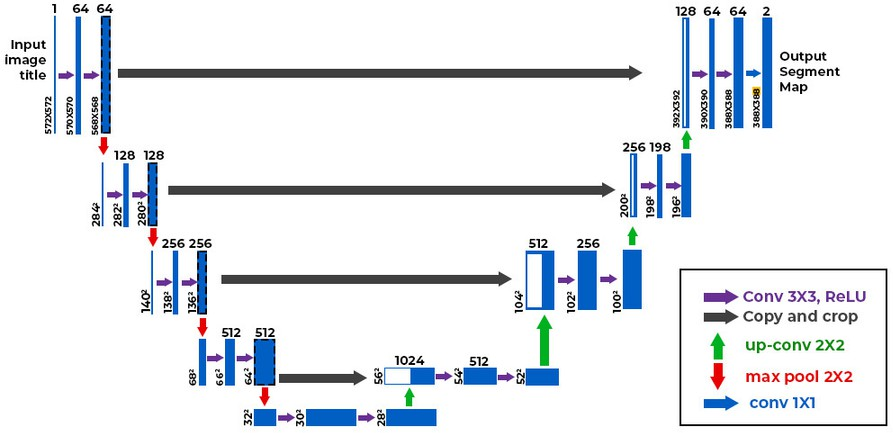 1 64 64
128 64 64 2
Input
image
title
Output
Segment
Map
572X572
570X570
568X568
392X392
390X390
388X388
388X388
128 128
256 198
284²
282²
280²
200²
198²
196²
256 256
512 256
140²
138²
136²
104²
102²
100²
512 512
1024 512
68²
66²
64²
56²
54²
52²
32²
30²
28²
Conv 3X3, ReLU
Copy and crop
up-conv 2X2
max pool 2X2
conv 1X1